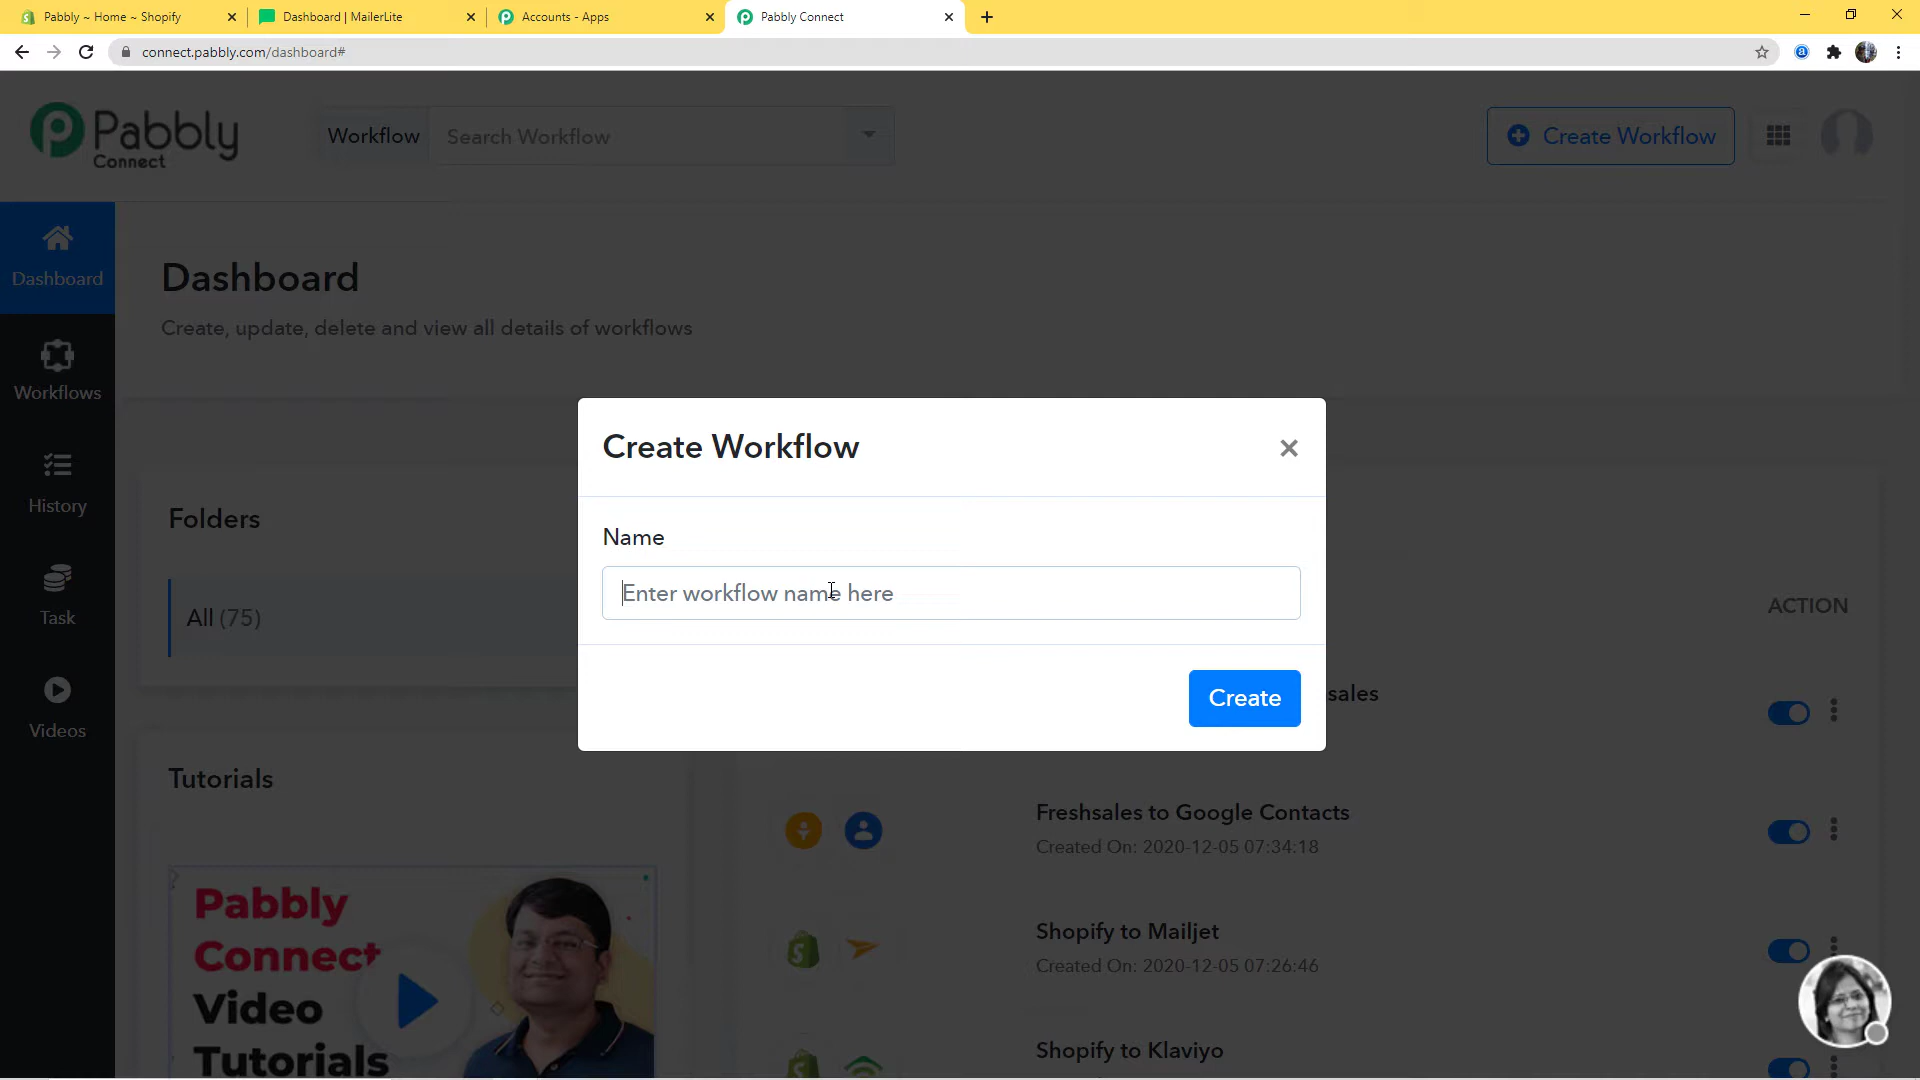 Pabbly ~ Home ~ Shopify
Dashboard | MailerLite
Accounts - Apps
Pabbly Connect
connect.pabbly.com/dashboard#
Pabbly
Connect
Workflow
Search Workflow
Create Workflow
Dashboard
Dashboard
Create, update, delete and view all details of workflows
Workflows
Create Workflow
×
History
Folders
Name
Enter workflow name here
Task
All (75)
ACTION
Create
sales
Videos
Tutorials
Freshsales to Google Contacts
Created On: 2020-12-05 07:34:18
Pabbly
Connect
Video
Tutorials
Shopify to Mailjet
Created On: 2020-12-05 07:26:46
Shopify to Klaviyo